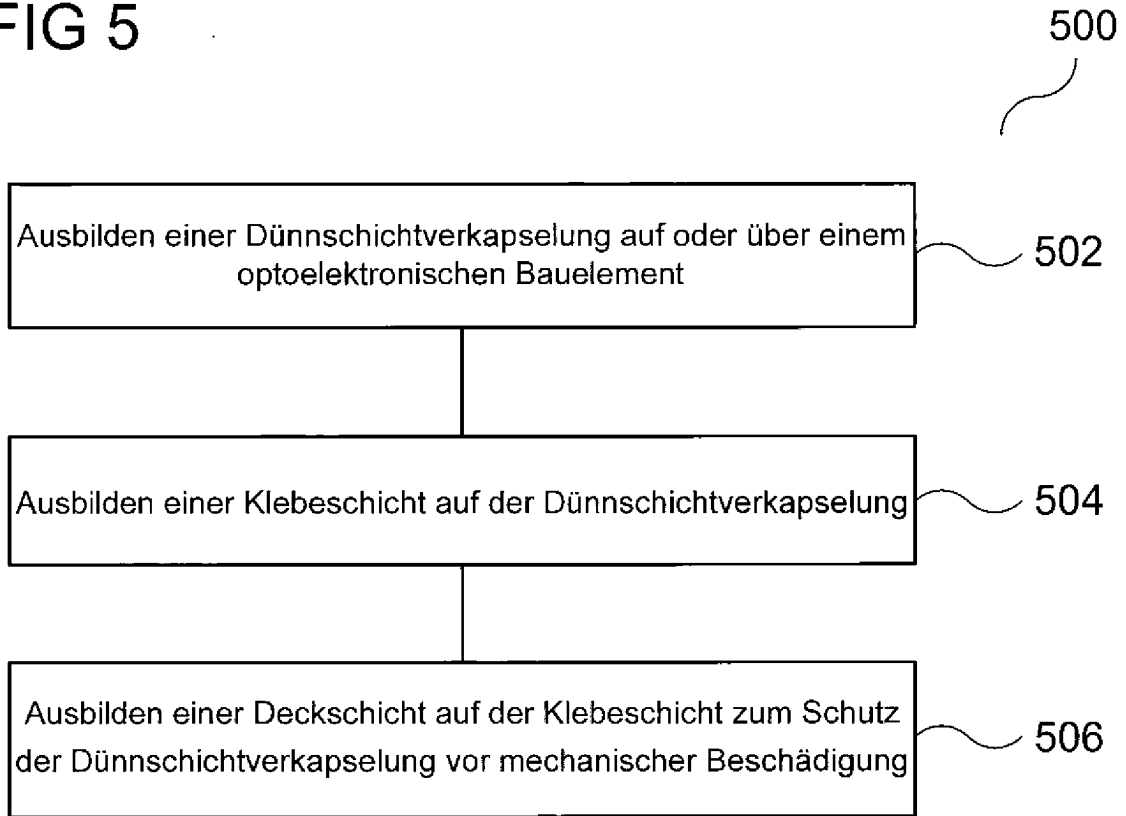 FIG 5
500
Ausbilden einer Dünnschichtverkapselung auf oder über einem
optoelektronischen Bauelement
502
Ausbilden einer Klebeschicht auf der Dünnschichtverkapselung
504
Ausbilden einer Deckschicht auf der Klebeschicht zum Schutz
der Dünnschichtverkapselung vor mechanischer Beschädigung
506